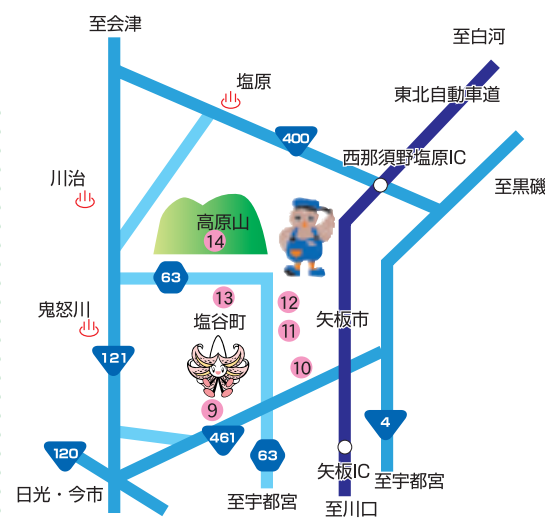 至会津
至白河
塩原
東北自動車道
400
西那須野塩原IC
川治
至黒磯
高原山
14
63
13
12
鬼怒川
塩谷町
11
矢板市
121
10
9
461
4
120
63
矢板IC
日光・今市
至宇都宮
至宇都宮
至川口